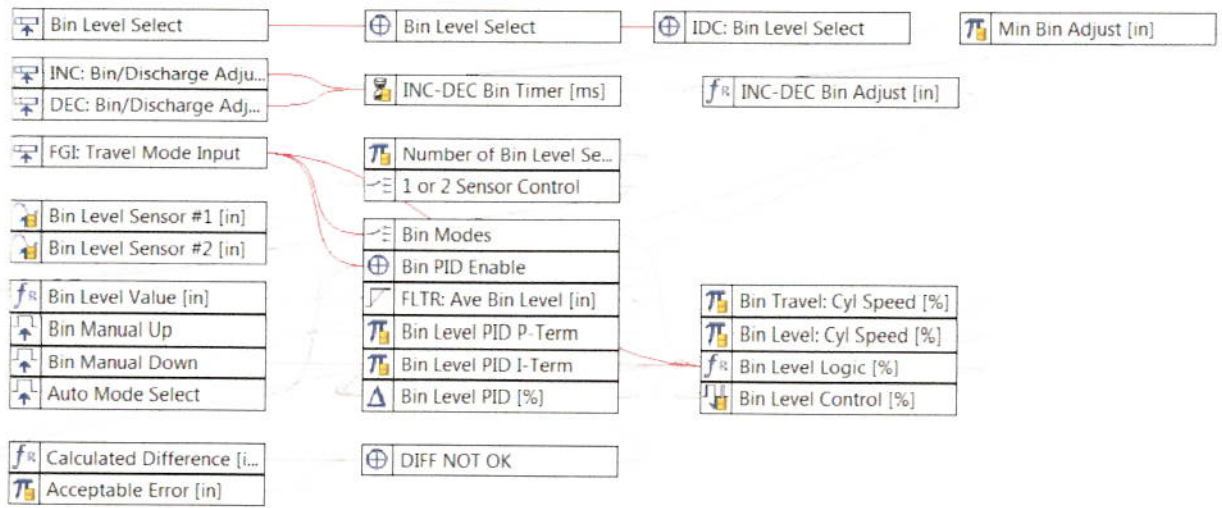 Bin Level Select
Bin Level Select
IDC: Bin Level Select
Min Bin Adjust [in]
INC: Bin/Discharge Adju...
DEC: Bin/Discharge Adj...
INC-DEC Bin Timer [ms]
INC-DEC Bin Adjust [in]
FGI: Travel Mode Input
Number of Bin Level Se...
1 or 2 Sensor Control
Bin Level Sensor #1 [in]
Bin Level Sensor #2 [in]
Bin Modes
Bin PID Enable
FLTR: Ave Bin Level [in]
Bin Level PID P-Term
Bin Level PID I-Term
Bin Level PID [%]
Bin Level Value [in]
Bin Manual Up
Bin Manual Down
Auto Mode Select
Bin Travel: Cyl Speed [%]
Bin Level: Cyl Speed [%]
Bin Level Logic [%]
Bin Level Control [%]
Calculated Difference [i...
Acceptable Error [in]
DIFF NOT OK